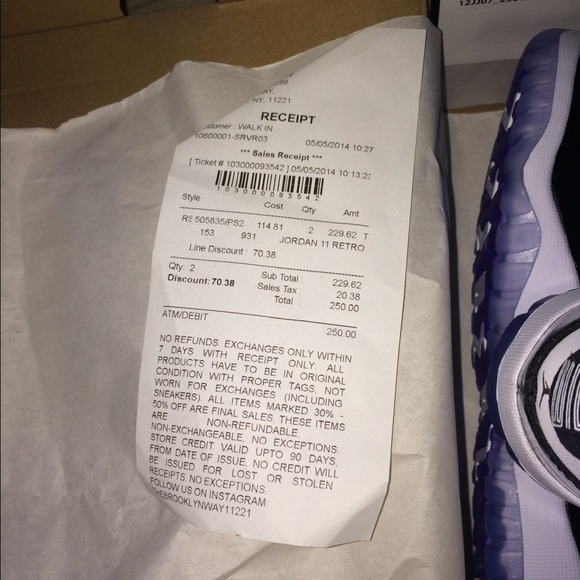 NY. 11221
RECEIPT
WALK IN
10600001-SRVR03 05/05/2014 10:27
*** Sales Receipt ***
[ Ticket # 103000093542 ] 05/05/2014 10:13:23
103000093542
Style Cost Qty Amt
RS 505835/PS2 114.81 2 229.62 T
153 931 JORDAN 11 RETRO
Line Discount : 70.38
Qty: 2 Sub Total : 229.62
Discount:70.38 Sales Tax : 20.38
Total : 250.00
ATM/DEBIT 250.00
NO REFUNDS. EXCHANGES ONLY WITHIN
7 DAYS WITH RECEIPT ONLY. ALL
PRODUCTS HAVE TO BE IN ORIGINAL
CONDITION WITH PROPER TAGS, NOT
WORN FOR EXCHANGES (INCLUDING
SNEAKERS). ALL ITEMS MARKED 30% -
50% OFF ARE FINAL SALES, THESE ITEMS
ARE NON-REFUNDABLE,
NON-EXCHANGEABLE, NO EXCEPTIONS.
STORE CREDIT VALID UPTO 90 DAYS,
FROM DATE OF ISSUE. NO CREDIT WILL
BE ISSUED FOR LOST OR STOLEN
RECEIPTS. NO EXCEPTIONS.
FOLLOW US ON INSTAGRAM:
THEBROOKLYNWAY11221